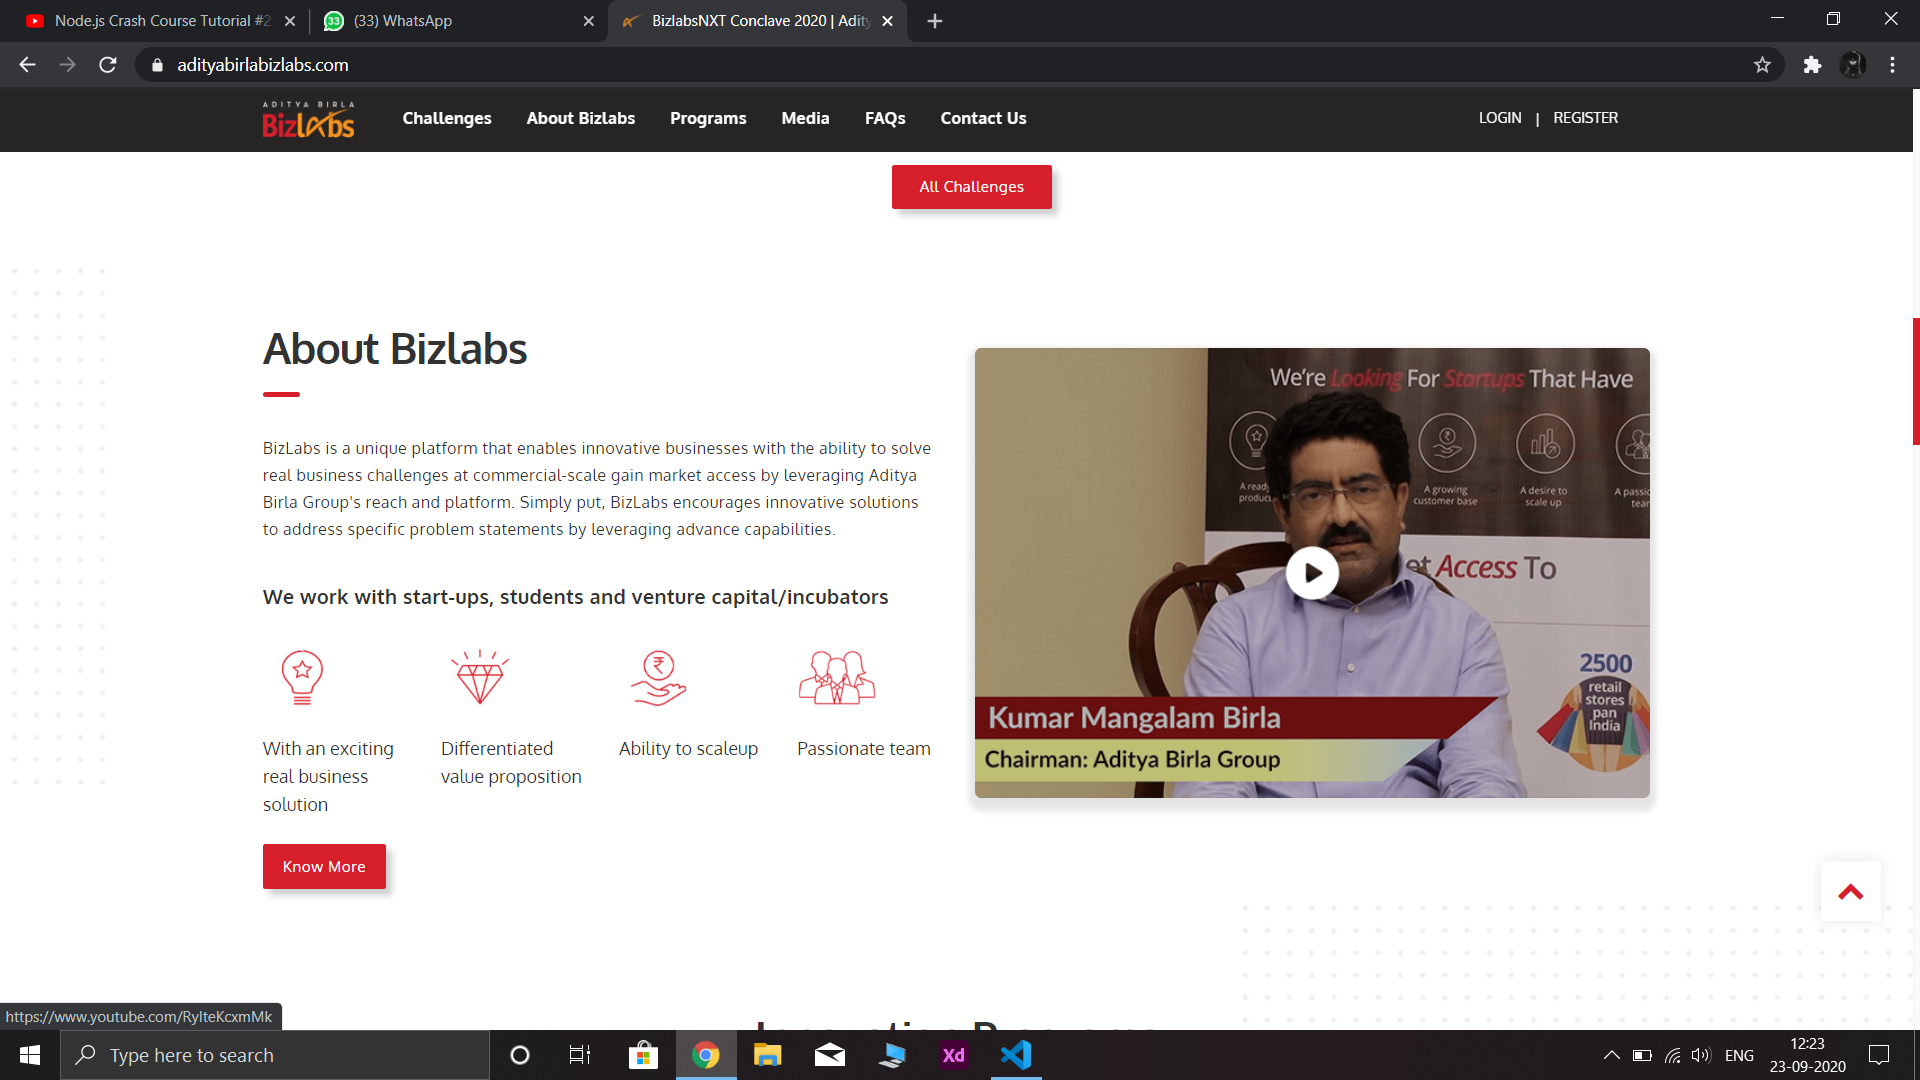 Node.js Crash Course Tutorial #2
33
(33) WhatsApp
BizlabsNXT Conclave 2020 | Adity
adityabirlabizlabs.com
ADITYA BIRLA
Bizlabs
Challenges
About Bizlabs
Programs
Media
FAQs
Contact Us
LOGIN | REGISTER
All Challenges
About Bizlabs
BizLabs is a unique platform that enables innovative businesses with the ability to solve
real business challenges at commercial-scale gain market access by leveraging Aditya
Birla Group's reach and platform. Simply put, BizLabs encourages innovative solutions
to address specific problem statements by leveraging advance capabilities.
We work with start-ups, students and venture capital/incubators
With an exciting
real business
solution
Differentiated
value proposition
Ability to scaleup
Passionate team
Know More
We're Looking For Startups That Have
A growing
customer base
A desire to
scale up
Access To
2500
retail
stores
pan
India
Kumar Mangalam Birla
Chairman: Aditya Birla Group
https://www.youtube.com/RylteKcxmMk
Type here to search
Xd
ENG
12:23
23-09-2020